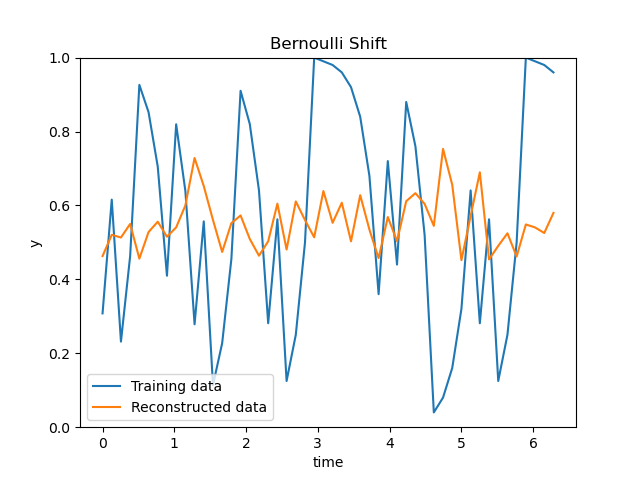 Bernoulli Shift
1.0
0.8
0.6
0.4
0.2
0.0
y
Training data
Reconstructed data
0 1 2 3 4 5 6
time